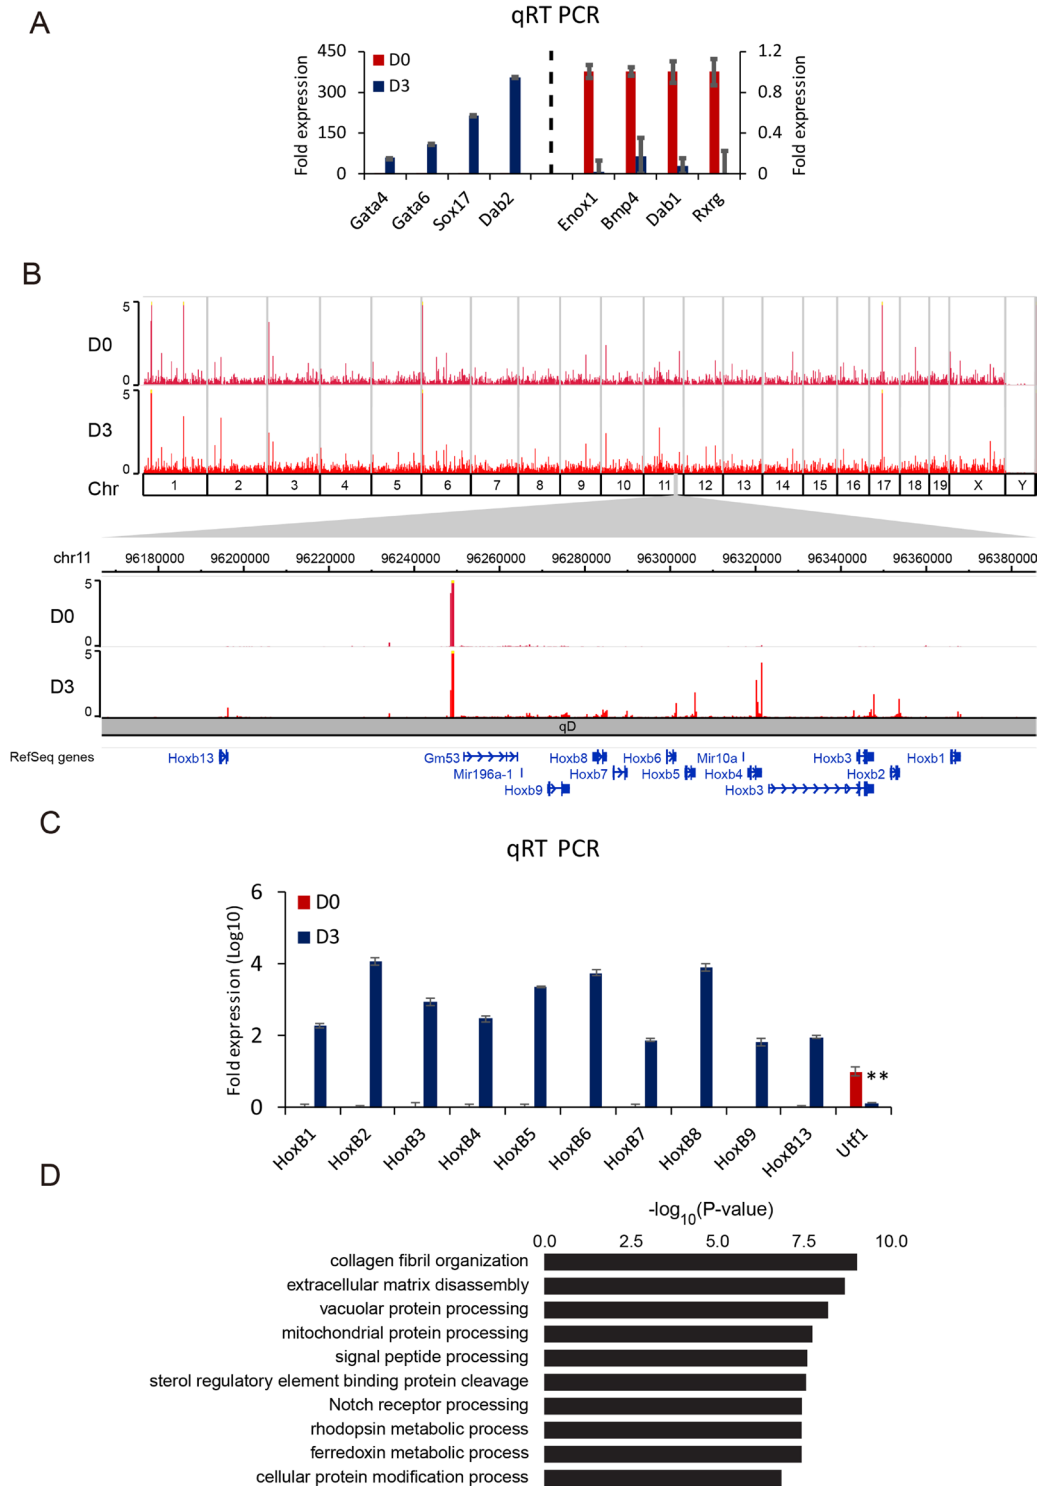 A
qRT PCR
Fold expression
450
300
150
0
D0
D3
1.2
0.8
0.4
0
Fold expression
Gata4
Gata6
Sox17
Dab2
Enox1
Bmp4
Dab1
Rxrg
B
D0
5
0
D3
5
0
Chr 1 2 3 4 5 6 7 8 9 10 11 12 13 14 15 16 17 18 19 X Y
chr11 96180000 96200000 96220000 96240000 96260000 96280000 96300000 96320000 96340000 96360000 96380000
D0
5
0
D3
5
0
qD
RefSeq genes Hoxb13 Gm53 Hoxb8 Hoxb6 Mir10a Hoxb3 Hoxb1
Mir196a-1 Hoxb7 Hoxb5 Hoxb4 Hoxb2
Hoxb9 Hoxb3
C
qRT PCR
Fold expression (Log10)
6
4
2
0
D0
D3
**
HoxB1
HoxB2
HoxB3
HoxB4
HoxB5
HoxB6
HoxB7
HoxB8
HoxB9
HoxB13
Utf1
D
-log10(P-value)
0.0 2.5 5.0 7.5 10.0
collagen fibril organization
extracellular matrix disassembly
vacuolar protein processing
mitochondrial protein processing
signal peptide processing
sterol regulatory element binding protein cleavage
Notch receptor processing
rhodopsin metabolic process
ferredoxin metabolic process
cellular protein modification process